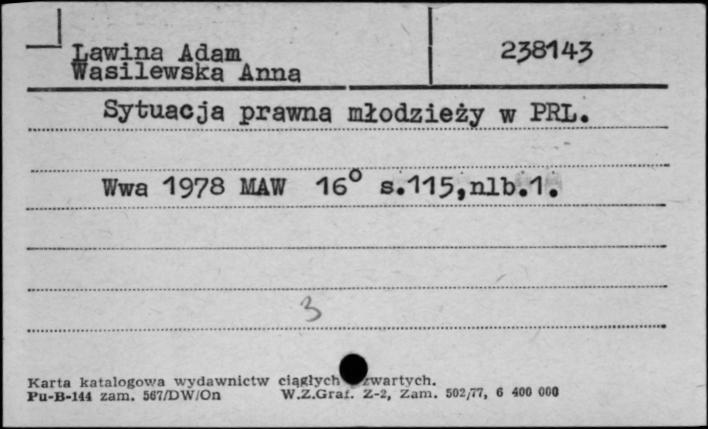 Lawina Adam 238143
Wasilewska Anna
Sytuacja prawna młodzieży w PRL.
Wwa 1978 MAW 16° s.115,nlb.1.
3
Karta katalogowa wydawnictw ciągłych zwartych.
Pu-B-144 zam. 567/DW/On W.Z.Graf. Z-2, Zam. 502/77, 6 400 000